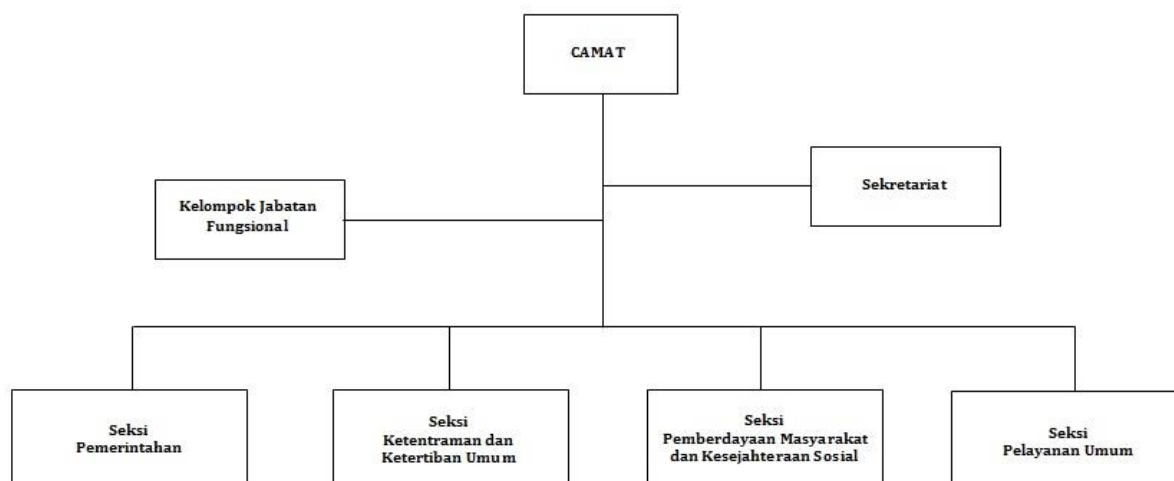 CAMAT
Sekretariat
Kelompok Jabatan
Fungsional
Seksi
Pemerintahan
Seksi
Ketentraman dan
Ketertiban Umum
Seksi
Pemberdayaan Masyarakat
dan Kesejahteraan Sosial
Seksi
Pelayanan Umum